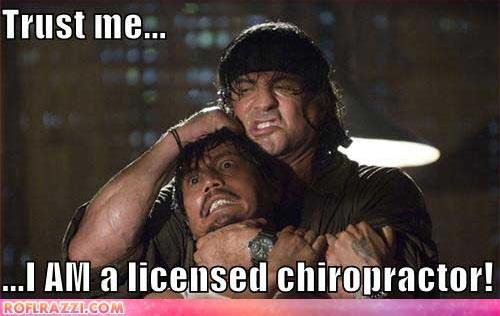 Trust me...
...I AM a licensed chiropractor!
ROFLRAZZI.COM